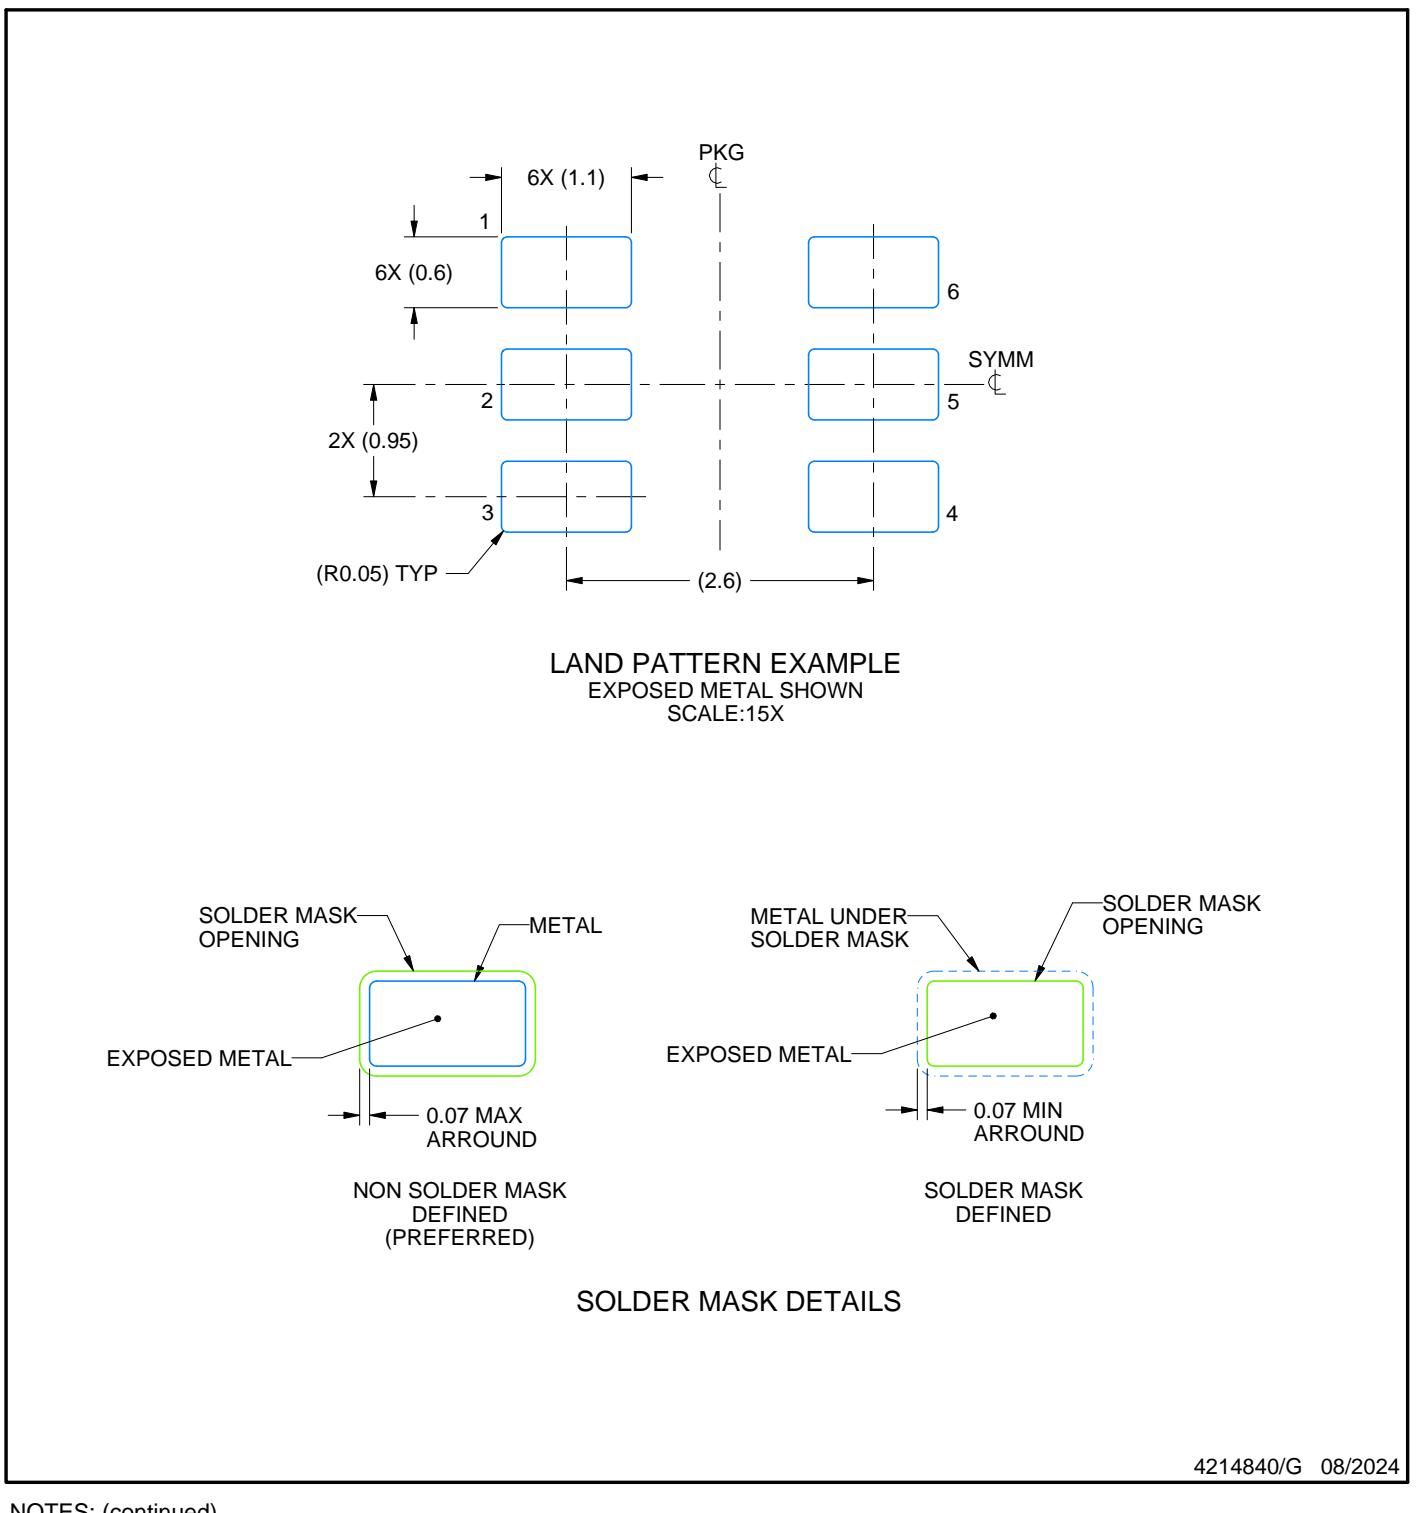 PKG
℄
6X (1.1)
1
6X (0.6)
6
SYMM
℄
2
5
2X (0.95)
3
4
(R0.05) TYP
(2.6)
LAND PATTERN EXAMPLE
EXPOSED METAL SHOWN
SCALE:15X
SOLDER MASK
OPENING
METAL
EXPOSED METAL
0.07 MAX
ARROUND
NON SOLDER MASK
DEFINED
(PREFERRED)
METAL UNDER
SOLDER MASK
SOLDER MASK
OPENING
EXPOSED METAL
0.07 MIN
ARROUND
SOLDER MASK
DEFINED
SOLDER MASK DETAILS
4214840/G 08/2024
NOTES: (continued)